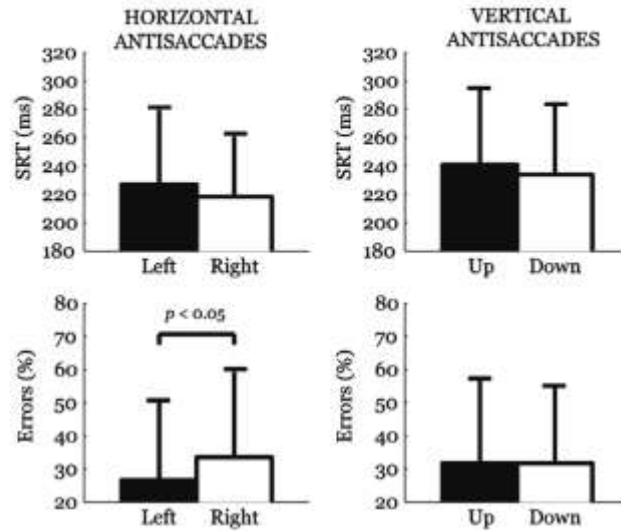 HORIZONTAL
ANTISACCADES
VERTICAL
ANTISACCADES
SRT (ms)
320
300
280
260
240
220
200
180
Left Right
SRT (ms)
320
300
280
260
240
220
200
180
Up Down
Errors (%)
80
70
60
50
40
30
20
p < 0.05
Left Right
Errors (%)
80
70
60
50
40
30
20
Up Down